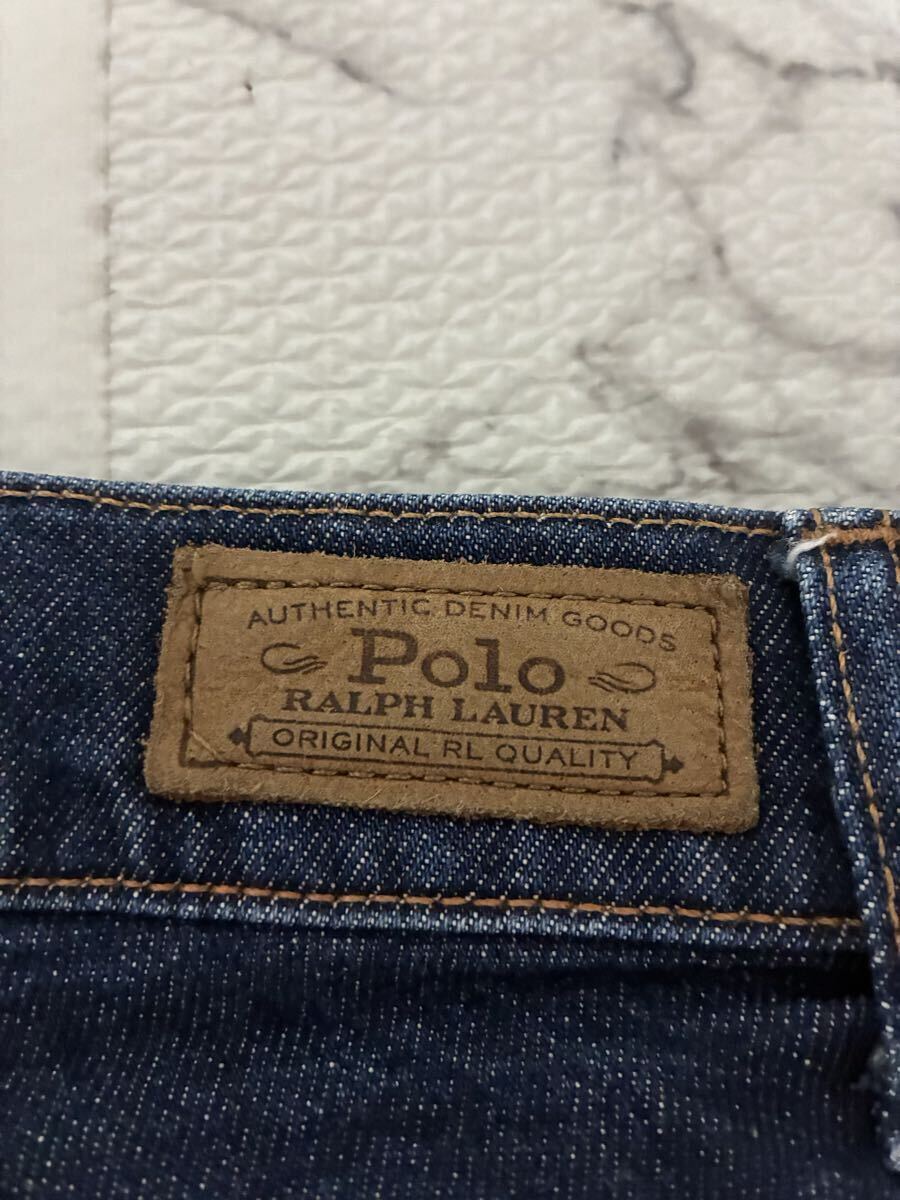 AUTHENTIC DENIM GOODS
Polo
RALPH LAUREN
ORIGINAL RL QUALITY